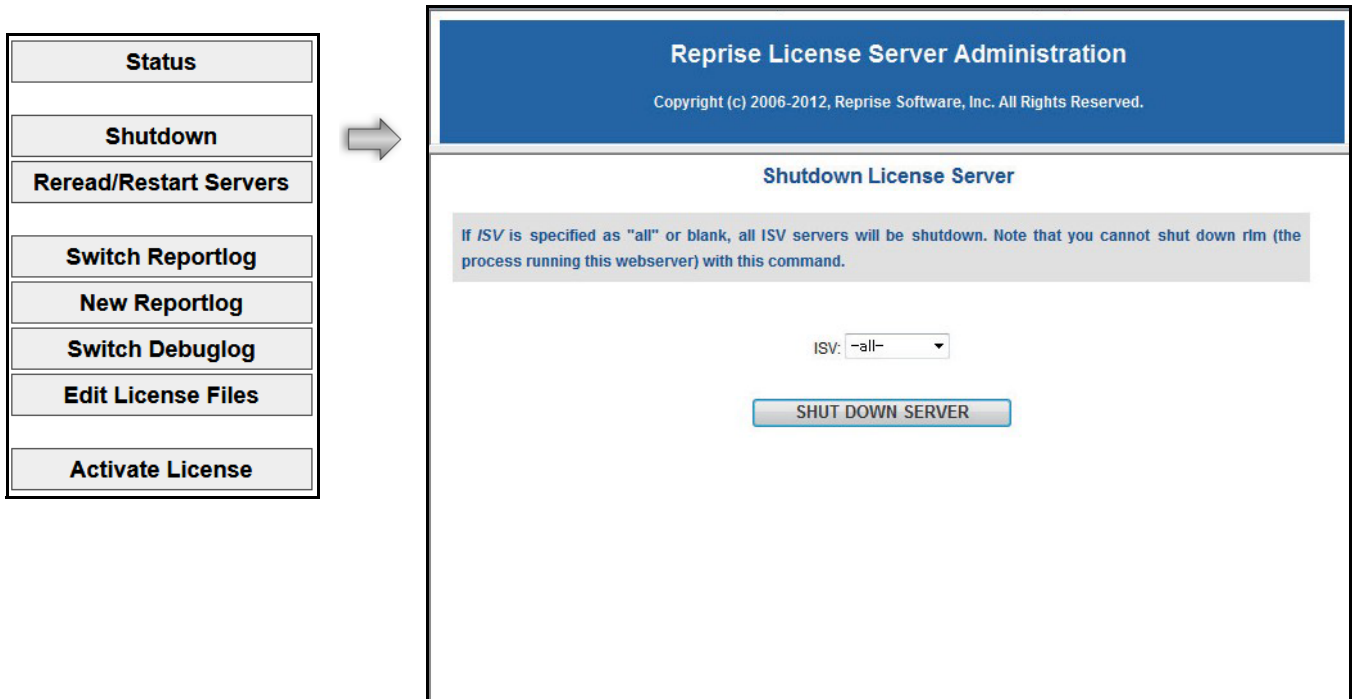 Status
Shutdown
Reread/Restart Servers
Switch Reportlog
New Reportlog
Switch Debuglog
Edit License Files
Activate License
Reprise License Server Administration
Copyright (c) 2006-2012, Reprise Software, Inc. All Rights Reserved.
Shutdown License Server
If ISV is specified as "all" or blank, all ISV servers will be shutdown. Note that you cannot shut down rlm (the
process running this webserver) with this command.
ISV: -all-
SHUT DOWN SERVER